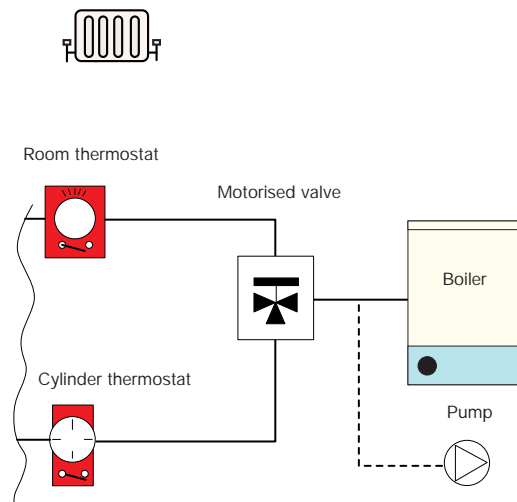 Room thermostat
Motorised valve
Boiler
Cylinder thermostat
Pump